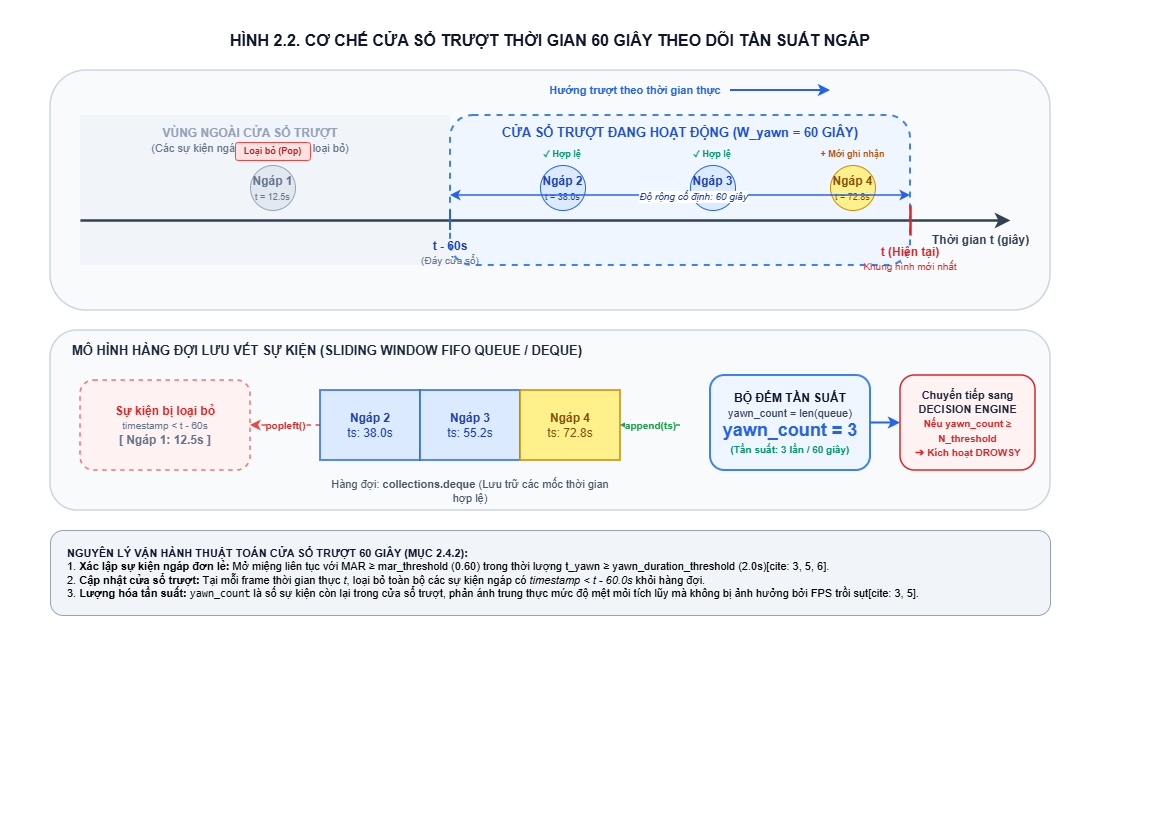 HÌNH 2.2. CƠ CHẾ CỬA SỔ TRƯỢT THỜI GIAN 60 GIÂY THEO DÕI TẦN SUẤT NGÁP
Hướng trượt theo thời gian thực
VÙNG NGOÀI CỬA SỔ TRƯỢT
(Các sự kiện loại bỏ)
Loại bỏ (Pop)
Ngáp 1
t = 12.5s
CỬA SỔ TRƯỢT ĐANG HOẠT ĐỘNG (W_yawn = 60 GIÂY)
✓ Hợp lệ
Ngáp 2
t = 38.0s
✓ Hợp lệ
Ngáp 3
Độ rộng cố định: 60 giây
+ Mới ghi nhận
Ngáp 4
t = 72.8s
t - 60s
(Đáy cửa sổ)
Thời gian t (giây)
t (Hiện tại)
Khung hình mới nhất
MÔ HÌNH HÀNG ĐỢI LƯU VẾT SỰ KIỆN (SLIDING WINDOW FIFO QUEUE / DEQUE)
Sự kiện bị loại bỏ
timestamp < t - 60s
[ Ngáp 1: 12.5s ]
popleft()
Ngáp 2
ts: 38.0s
Ngáp 3
ts: 55.2s
Ngáp 4
ts: 72.8s
append(ts)
Hàng đợi: collections.deque (Lưu trữ các mốc thời gian
hợp lệ)
BỘ ĐẾM TẦN SUẤT
yawn_count = len(queue)
yawn_count = 3
(Tần suất: 3 lần / 60 giây)
Chuyển tiếp sang
DECISION ENGINE
Nếu yawn_count ≥
N_threshold
➔ Kích hoạt DROWSY
NGUYÊN LÝ VẬN HÀNH THUẬT TOÁN CỬA SỔ TRƯỢT 60 GIÂY (MỤC 2.4.2):
1. Xác lập sự kiện ngáp đơn lẻ: Mở miệng liên tục với MAR ≥ mar_threshold (0.60) trong thời lượng t_yawn ≥ yawn_duration_threshold (2.0s)[cite: 3, 5, 6].
2. Cập nhật cửa sổ trượt: Tại mỗi frame thời gian thực t, loại bỏ toàn bộ các sự kiện ngáp có timestamp < t - 60.0s khỏi hàng đợi.
3. Lượng hóa tần suất: yawn_count là số sự kiện còn lại trong cửa sổ trượt, phản ánh trung thực mức độ mệt mỏi tích lũy mà không bị ảnh hưởng bởi FPS trồi sụt[cite: 3, 5].